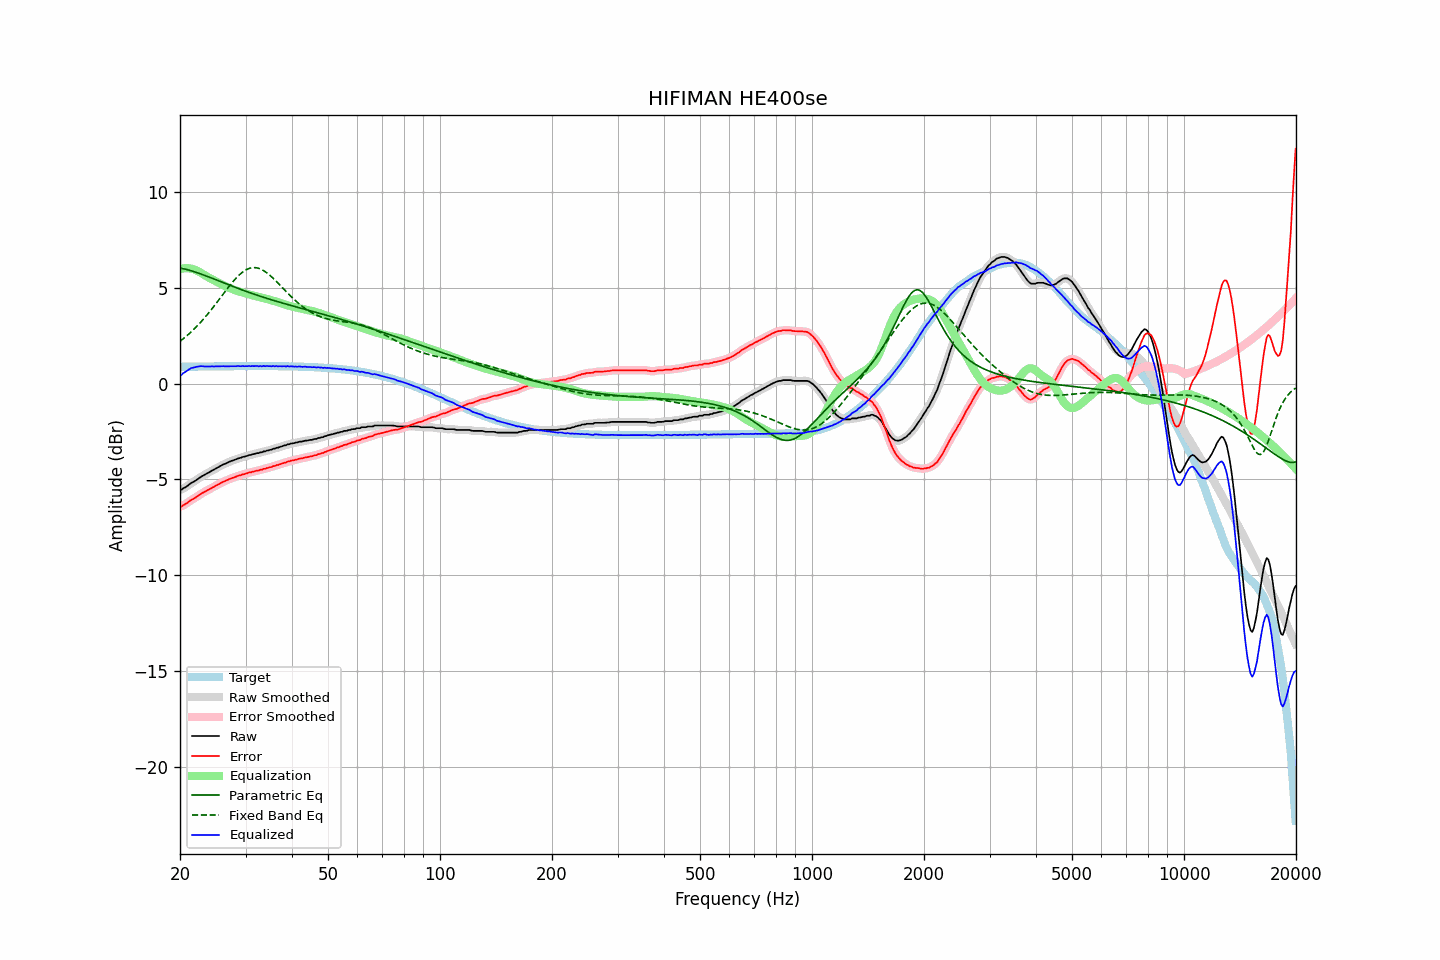 HIFIMAN HE400se
Amplitude (dBr)
10
5
0
−5
−10
−15
−20
Target
Raw Smoothed
Error Smoothed
Raw
Error
Equalization
Parametric Eq
Fixed Band Eq
Equalized
20 50 100 200 500 1000 2000 5000 10000 20000
Frequency (Hz)